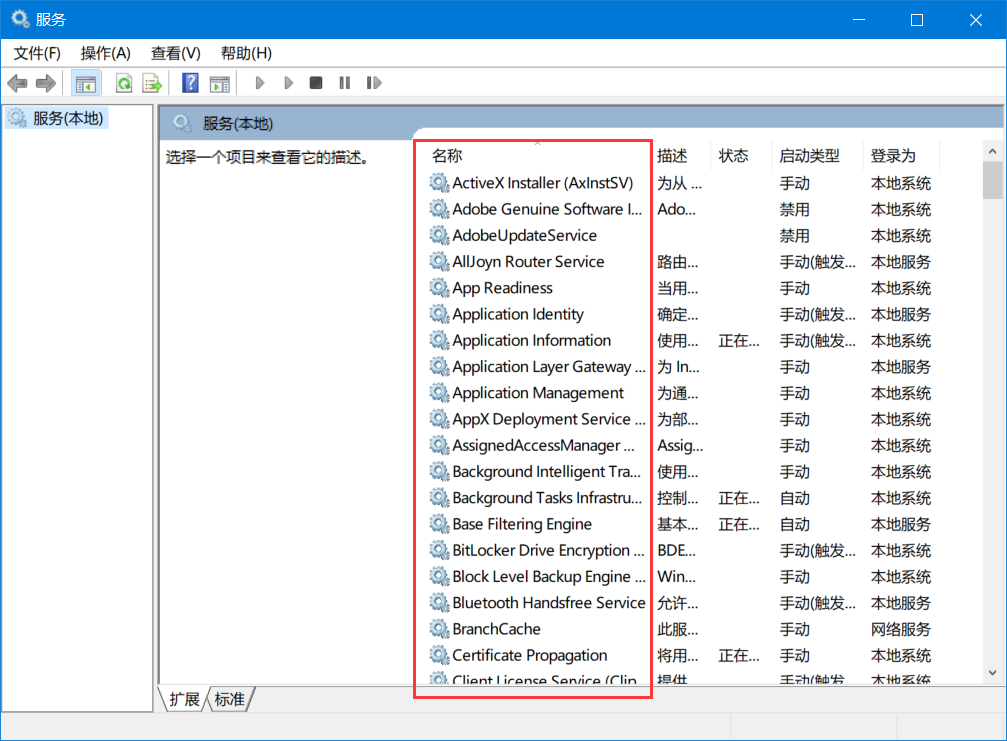 服务
文件(F) 操作(A) 查看(V) 帮助(H)
服务(本地)
服务(本地)
选择一个项目来查看它的描述。
名称 描述 状态 启动类型 登录为
ActiveX Installer (AxInstSV) 为从 ... 手动 本地系统
Adobe Genuine Software I... Ado... 禁用 本地系统
AdobeUpdateService 禁用 本地系统
AllJoyn Router Service 路由... 手动(触发... 本地服务
App Readiness 当用... 手动 本地系统
Application Identity 确定... 手动(触发... 本地服务
Application Information 使用... 正在... 手动(触发... 本地系统
Application Layer Gateway ... 为 In... 手动 本地服务
Application Management 为通... 手动 本地系统
AppX Deployment Service ... 为部... 手动 本地系统
AssignedAccessManager ... Assig... 手动 本地系统
Background Intelligent Tra... 使用... 手动 本地系统
Background Tasks Infrastru... 控制... 正在... 自动 本地系统
Base Filtering Engine 基本... 正在... 自动 本地服务
BitLocker Drive Encryption ... BDE... 手动(触发... 本地系统
Block Level Backup Engine ... Win... 手动 本地系统
Bluetooth Handsfree Service 允许... 手动(触发... 本地服务
BranchCache 此服... 手动 网络服务
Certificate Propagation 将用... 正在... 手动 本地系统
Client License Service (Clip 提供 手动(触发 本地系统
扩展 标准